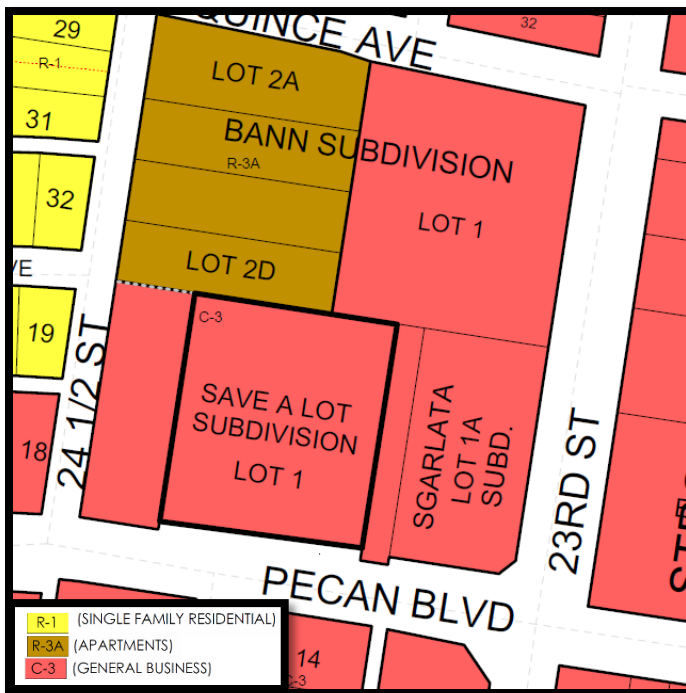 QUINCE AVE
32
29
R-1
31
LOT 2A
BANN SUBDIVISION
R-3A
LOT 1
32
VE
LOT 2D
19
C-3
SAVE A LOT
SUBDIVISION
LOT 1
24 1/2 ST
18
SGARLATA
LOT 1A
SUBD.
23RD ST
PECAN BLVD
14
C-3
R-1 (SINGLE FAMILY RESIDENTIAL)
R-3A (APARTMENTS)
C-3 (GENERAL BUSINESS)